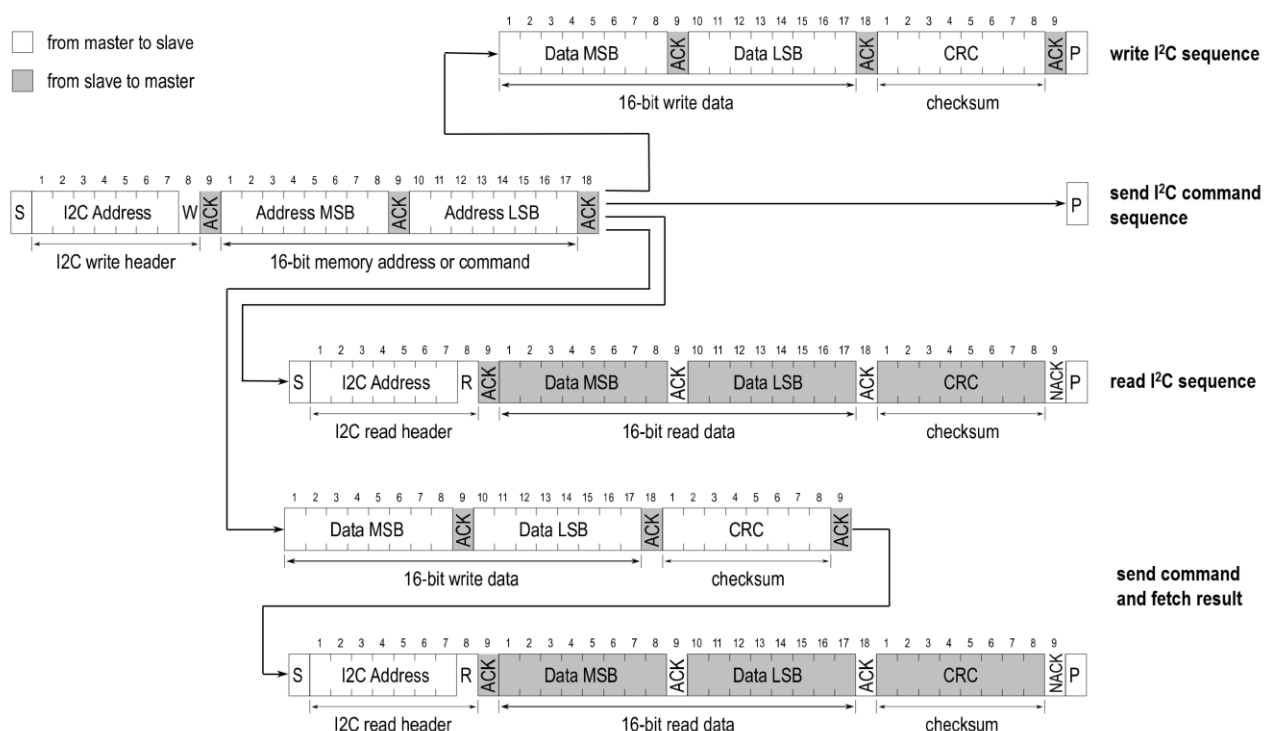 from master to slave
from slave to master
1 2 3 4 5 6 7 8 9 10 11 12 13 14 15 16 17 18 1 2 3 4 5 6 7 8 9
Data MSB ACK Data LSB ACK CRC ACK P
write I²C sequence
16-bit write data checksum
1 2 3 4 5 6 7 8 9 1 2 3 4 5 6 7 8 9 10 11 12 13 14 15 16 17 18
S I2C Address W ACK Address MSB ACK Address LSB ACK
P
send I²C command
sequence
I2C write header 16-bit memory address or command
1 2 3 4 5 6 7 8 9 1 2 3 4 5 6 7 8 9 10 11 12 13 14 15 16 17 18 1 2 3 4 5 6 7 8 9
S I2C Address R ACK Data MSB ACK Data LSB ACK CRC NACK P
read I²C sequence
I2C read header 16-bit read data checksum
1 2 3 4 5 6 7 8 9 10 11 12 13 14 15 16 17 18 1 2 3 4 5 6 7 8 9
Data MSB ACK Data LSB ACK CRC ACK
16-bit write data checksum
send command
and fetch result
1 2 3 4 5 6 7 8 9 1 2 3 4 5 6 7 8 9 10 11 12 13 14 15 16 17 18 1 2 3 4 5 6 7 8 9
S I2C Address R ACK Data MSB ACK Data LSB ACK CRC NACK P
I2C read header 16-bit read data checksum